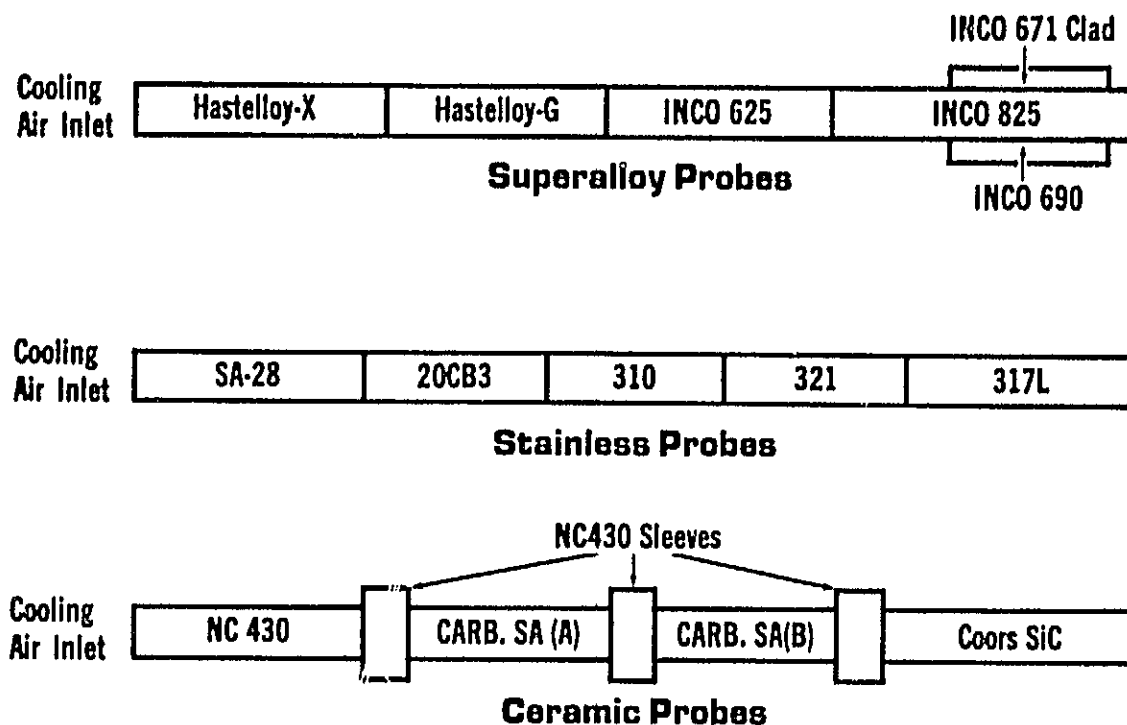 INCO 671 Clad
Cooling
Air Inlet
Hastelloy-X
Hastelloy-G
INCO 625
INCO 825
Superalloy Probes
INCO 690
Cooling
Air Inlet
SA-28
20CB3
310
321
317L
Stainless Probes
NC430 Sleeves
Cooling
Air Inlet
NC 430
CARB. SA (A)
CARB. SA(B)
Coors SiC
Ceramic Probes